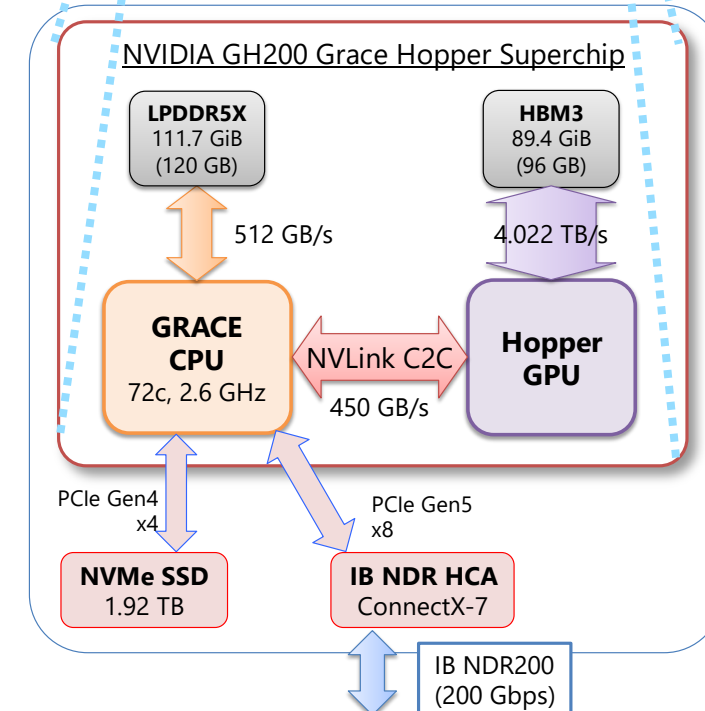 NVIDIA GH200 Grace Hopper Superchip
LPDDR5X
111.7 GiB
(120 GB)
HBM3
89.4 GiB
(96 GB)
512 GB/s
4.022 TB/s
GRACE
CPU
72c, 2.6 GHz
NVLink C2C
450 GB/s
Hopper
GPU
PCIe Gen4
x4
PCIe Gen5
x8
NVMe SSD
1.92 TB
IB NDR HCA
ConnectX-7
IB NDR200
(200 Gbps)